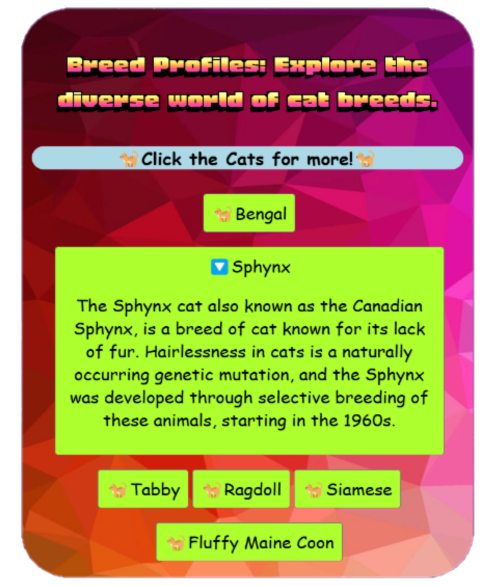 Breed Profiles: Explore the
diverse world of cat breeds.
🐈Click the Cats for more!🐈
🐈 Bengal
🔽 Sphynx
The Sphynx cat also known as the Canadian
Sphynx, is a breed of cat known for its lack
of fur. Hairlessness in cats is a naturally
occurring genetic mutation, and the Sphynx
was developed through selective breeding of
these animals, starting in the 1960s.
🐈 Tabby 🐈 Ragdoll 🐈 Siamese
🐈 Fluffy Maine Coon